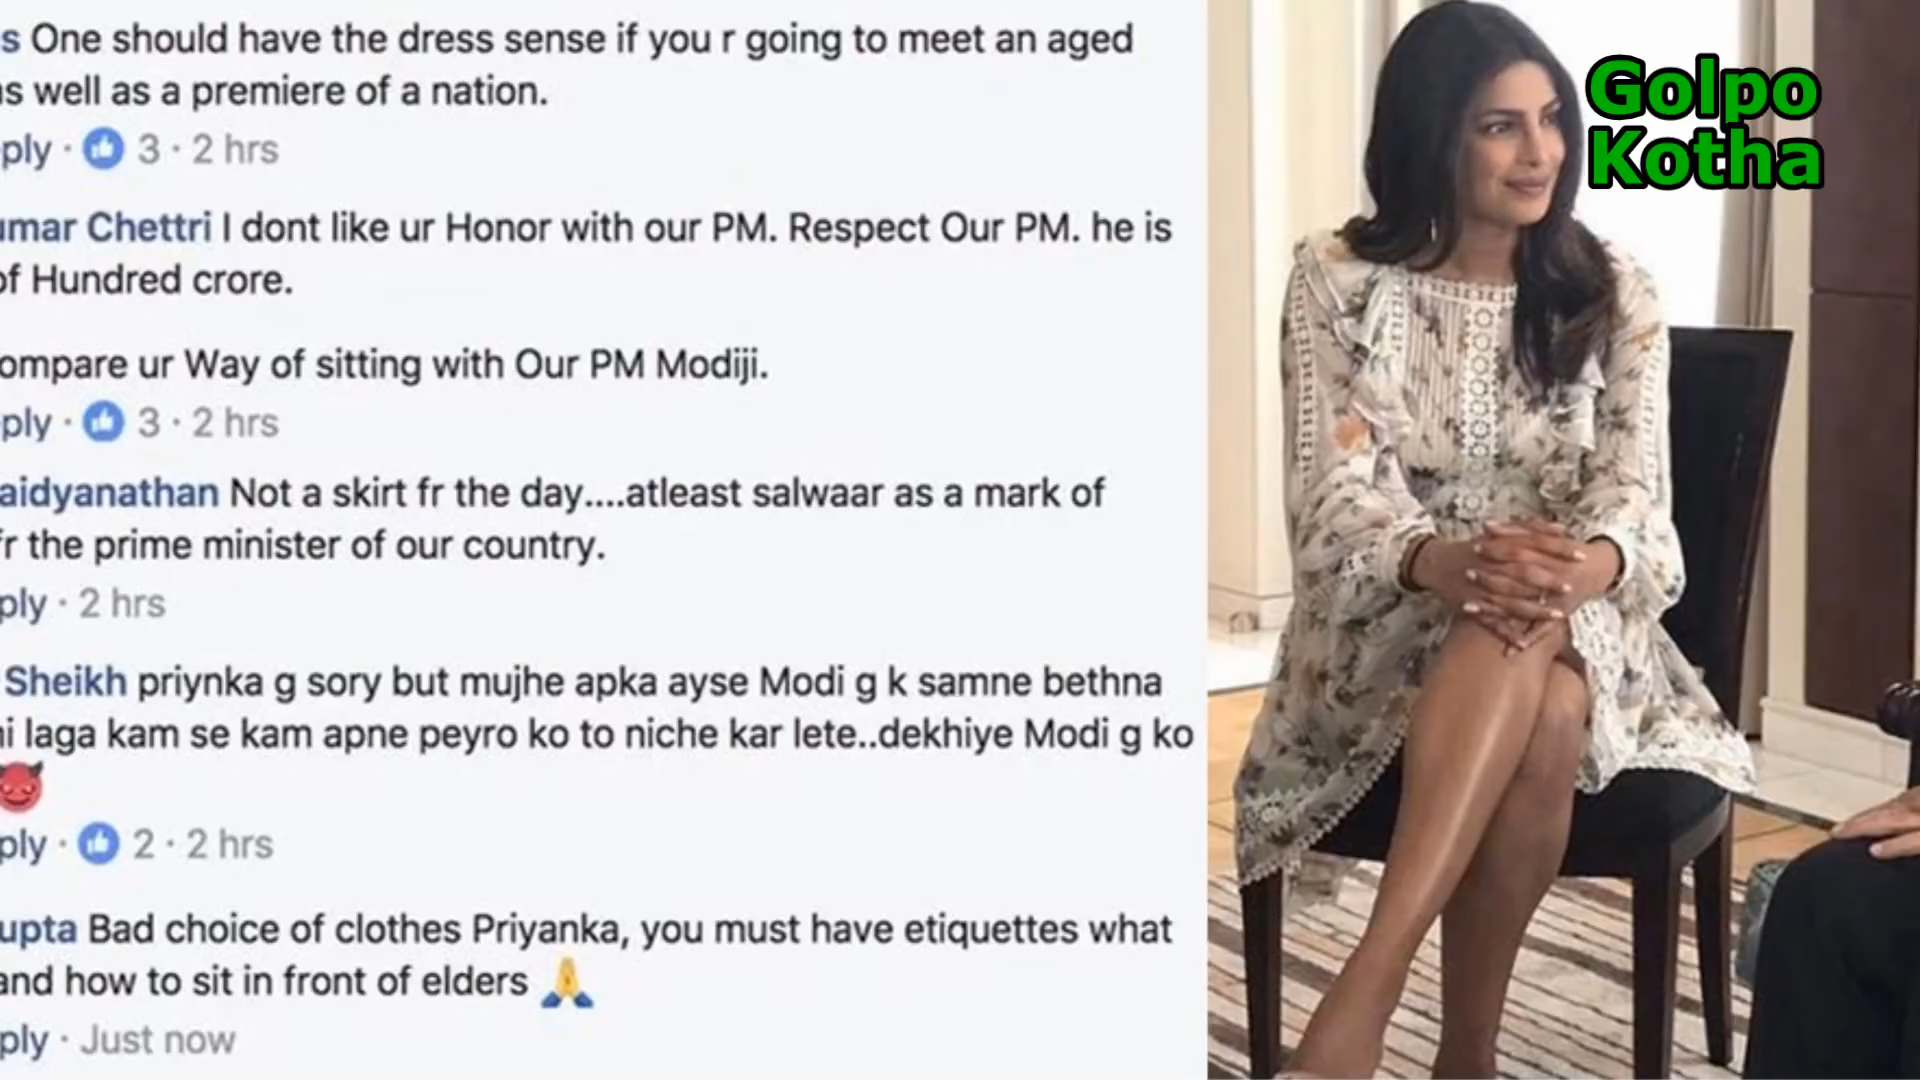 s One should have the dress sense if you r going to meet an aged
as well as a premiere of a nation.
ply · 3 · 2 hrs
umar Chettri I dont like ur Honor with our PM. Respect Our PM. he is
of Hundred crore.
ompare ur Way of sitting with Our PM Modiji.
ply · 3 · 2 hrs
aidyanathan Not a skirt fr the day....atleast salwaar as a mark of
fr the prime minister of our country.
ply · 2 hrs
Sheikh priynka g sory but mujhe apka ayse Modi g k samne bethna
i laga kam se kam apne peyro ko to niche kar lete..dekhiye Modi g ko
ply · 2 · 2 hrs
upta Bad choice of clothes Priyanka, you must have etiquettes what
and how to sit in front of elders 🙏
ply · Just now
Golpo
Kotha